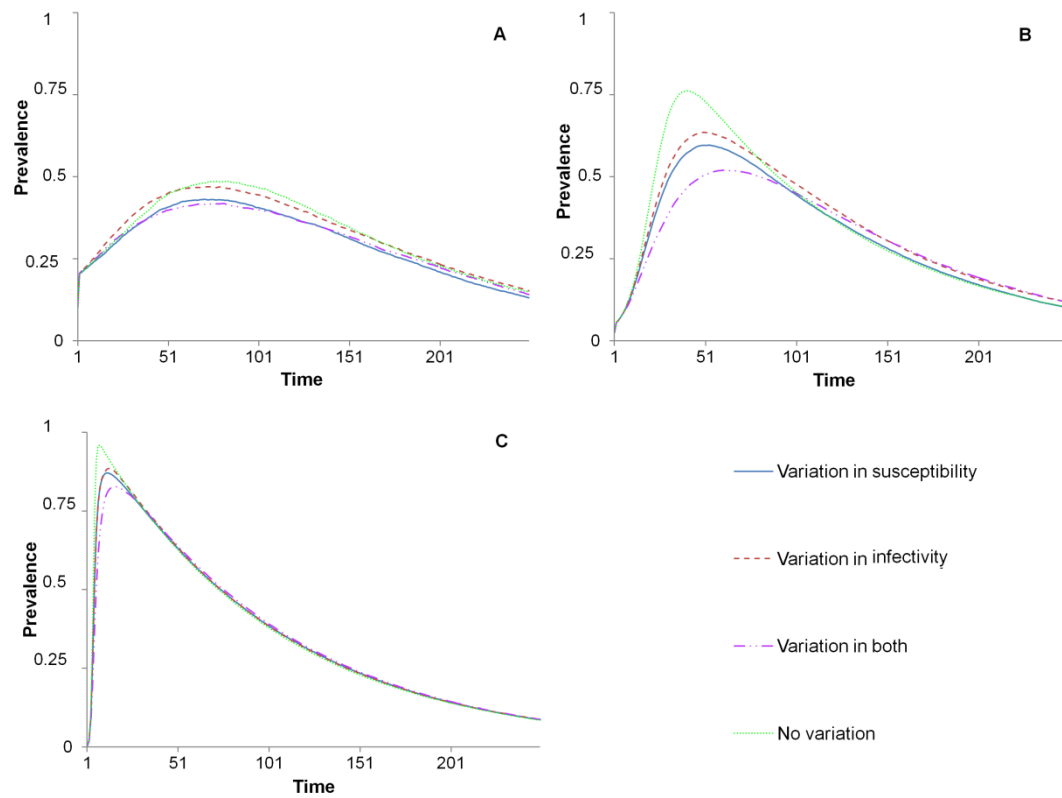 A
1
0.75
0.5
0.25
0
Prevalence
1 51 101 151 201
Time
B
1
0.75
0.5
0.25
0
Prevalence
1 51 101 151 201
Time
C
1
0.75
0.5
0.25
0
Prevalence
1 51 101 151 201
Time
Variation in susceptibility
Variation in infectivity
Variation in both
No variation